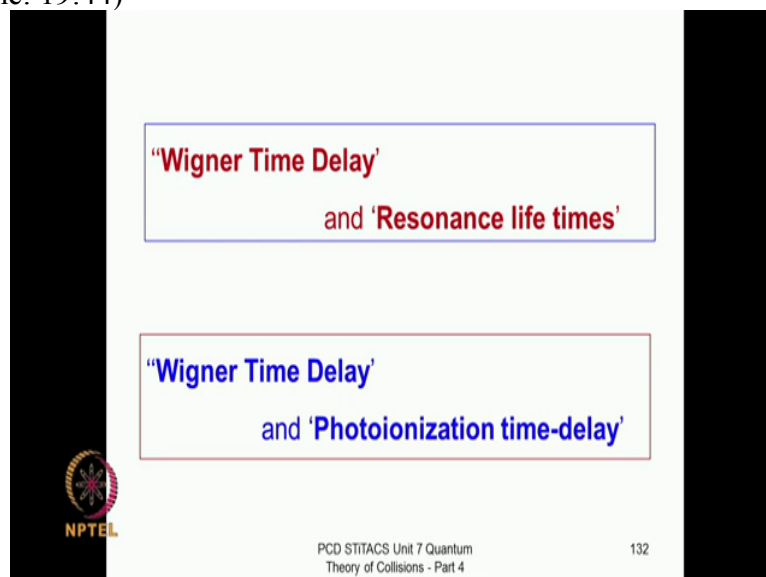 “Wigner Time Delay’
and ‘Resonance life times’
“Wigner Time Delay’
and ‘Photoionization time-delay’
NPTEL
PCD STiTACS Unit 7 Quantum
Theory of Collisions - Part 4
132